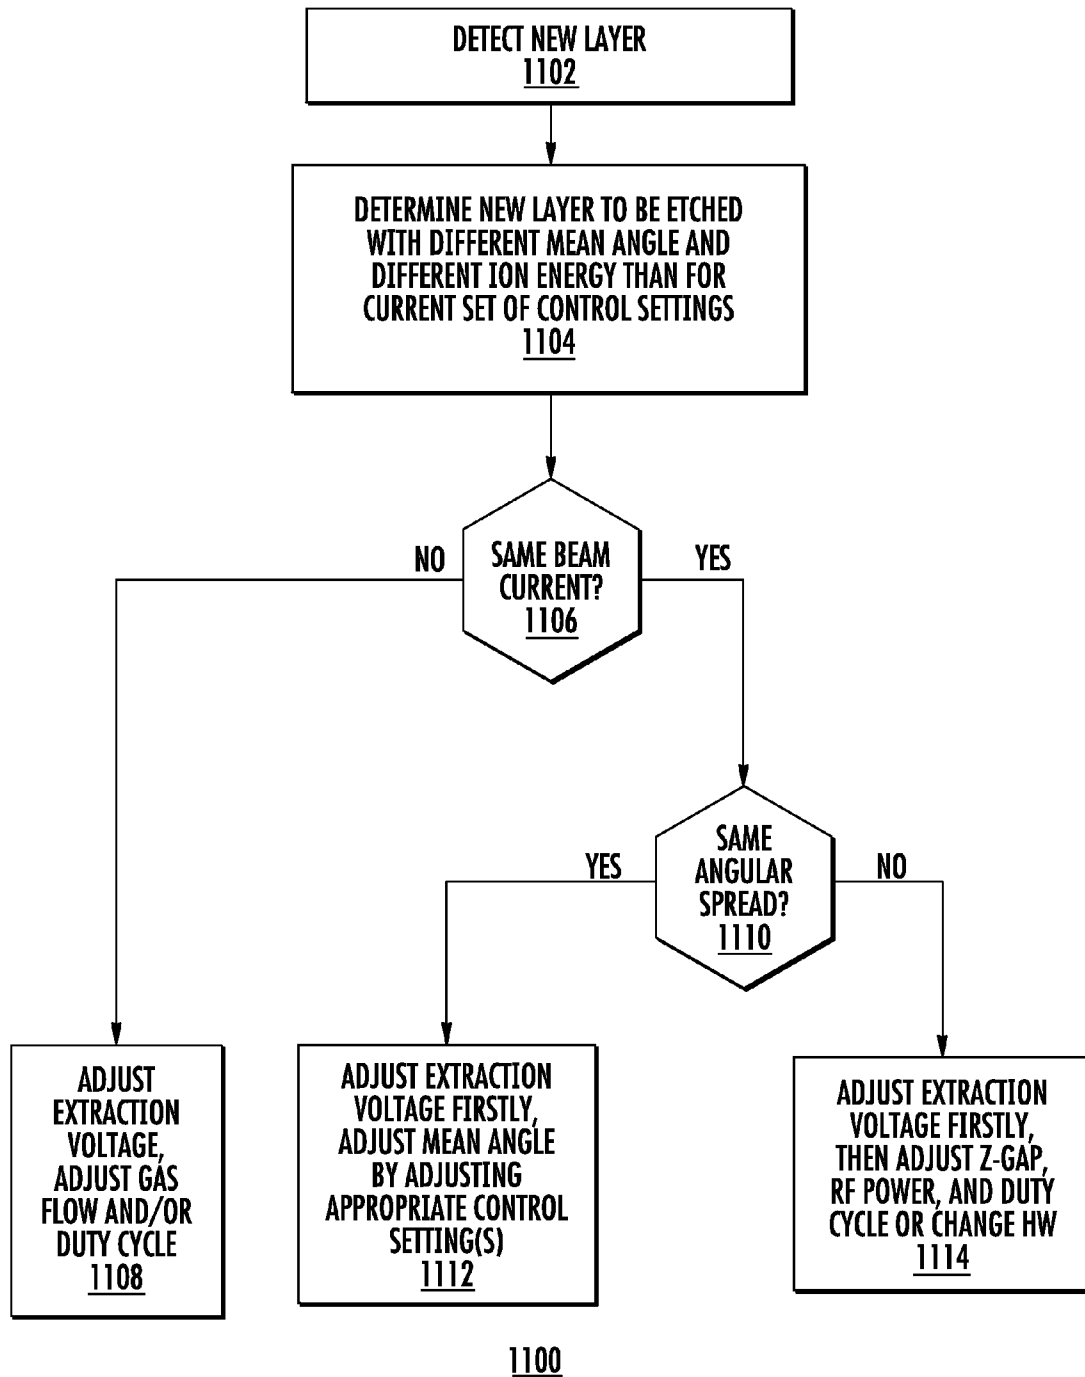 DETECT NEW LAYER
1102
DETERMINE NEW LAYER TO BE ETCHED
WITH DIFFERENT MEAN ANGLE AND
DIFFERENT ION ENERGY THAN FOR
CURRENT SET OF CONTROL SETTINGS
1104
NO
SAME BEAM
CURRENT?
1106
YES
YES
SAME
ANGULAR
SPREAD?
1110
NO
ADJUST
EXTRACTION
VOLTAGE,
ADJUST GAS
FLOW AND/OR
DUTY CYCLE
1108
ADJUST EXTRACTION
VOLTAGE FIRSTLY,
ADJUST MEAN ANGLE
BY ADJUSTING
APPROPRIATE CONTROL
SETTING(S)
1112
ADJUST EXTRACTION
VOLTAGE FIRSTLY,
THEN ADJUST Z-GAP,
RF POWER, AND DUTY
CYCLE OR CHANGE HW
1114
1100